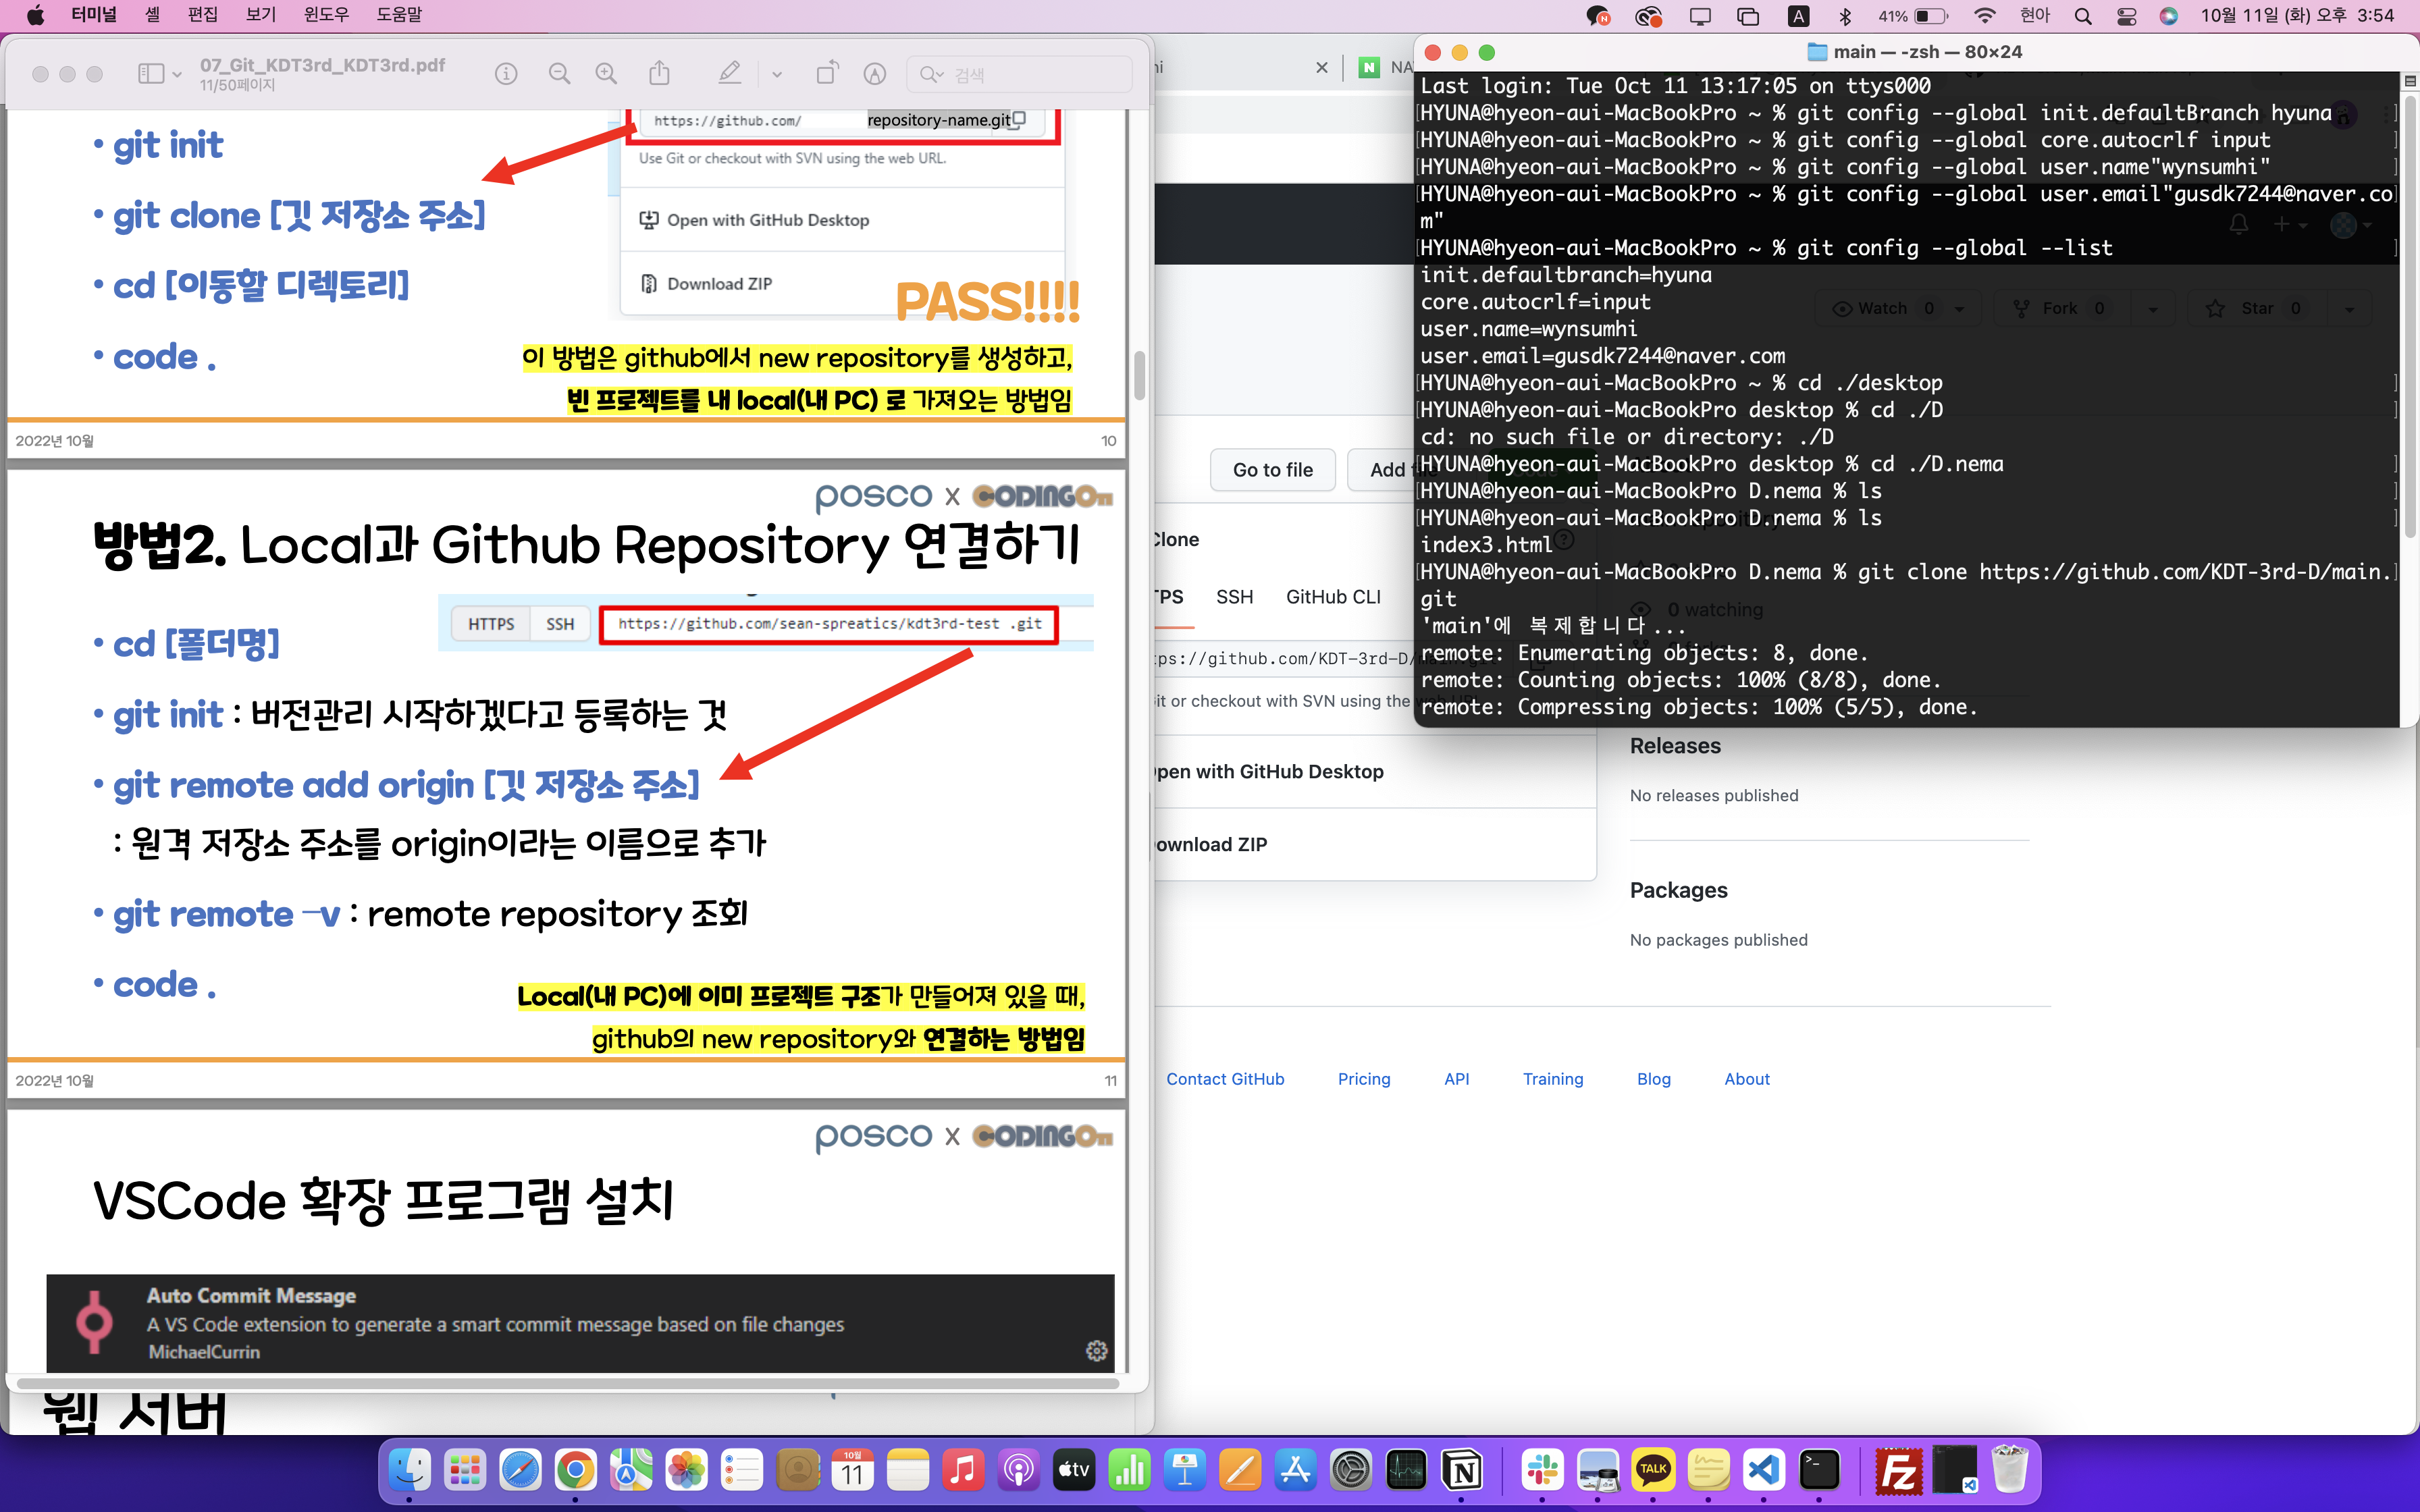 터미널 셸 편집 보기 윈도우 도움말
41% 현아 10월 11일 (화) 오후 3:54
07_Git_KDT3rd_KDT3rd.pdf
11/50페이지
검색
https://github.com/ repository-name.git
Use Git or checkout with SVN using the web URL.
Open with GitHub Desktop
Download ZIP
PASS!!!!
• git init
• git clone [깃 저장소 주소]
• cd [이동할 디렉토리]
• code .
이 방법은 github에서 new repository를 생성하고,
빈 프로젝트를 내 local(내 PC) 로 가져오는 방법임
2022년 10월 10
posco x CODINGOn
방법2. Local과 Github Repository 연결하기
HTTPS SSH https://github.com/sean-spreatics/kdt3rd-test .git
• cd [폴더명]
• git init : 버전관리 시작하겠다고 등록하는 것
• git remote add origin [깃 저장소 주소]
: 원격 저장소 주소를 origin이라는 이름으로 추가
• git remote –v : remote repository 조회
• code .
Local(내 PC)에 이미 프로젝트 구조가 만들어져 있을 때,
github의 new repository와 연결하는 방법임
2022년 10월 11
posco x CODINGOn
VSCode 확장 프로그램 설치
Auto Commit Message
A VS Code extension to generate a smart commit message based on file changes
MichaelCurrin
웹 서버
main — -zsh — 80×24
Last login: Tue Oct 11 13:17:05 on ttys000
HYUNA@hyeon-aui-MacBookPro ~ % git config --global init.defaultBranch hyuna
HYUNA@hyeon-aui-MacBookPro ~ % git config --global core.autocrlf input
HYUNA@hyeon-aui-MacBookPro ~ % git config --global user.name"wynsumhi"
HYUNA@hyeon-aui-MacBookPro ~ % git config --global user.email"gusdk7244@naver.co
m"
HYUNA@hyeon-aui-MacBookPro ~ % git config --global --list
init.defaultbranch=hyuna
core.autocrlf=input
user.name=wynsumhi
user.email=gusdk7244@naver.com
HYUNA@hyeon-aui-MacBookPro ~ % cd ./desktop
HYUNA@hyeon-aui-MacBookPro desktop % cd ./D
cd: no such file or directory: ./D
HYUNA@hyeon-aui-MacBookPro desktop % cd ./D.nema
HYUNA@hyeon-aui-MacBookPro D.nema % ls
HYUNA@hyeon-aui-MacBookPro D.nema % ls
index3.html
HYUNA@hyeon-aui-MacBookPro D.nema % git clone https://github.com/KDT-3rd-D/main.
git
'main'에 복제합니다...
remote: Enumerating objects: 8, done.
remote: Counting objects: 100% (8/8), done.
remote: Compressing objects: 100% (5/5), done.
Watch 0 Fork 0 Star 0
0 watching
Go to file Add file
Clone
TPS SSH GitHub CLI
tps://github.com/KDT-3rd-D/main.git
Git or checkout with SVN using the web URL.
Open with GitHub Desktop
Download ZIP
Releases
No releases published
Packages
No packages published
Contact GitHub Pricing API Training Blog About
10월
11
tv
TALK
Fz